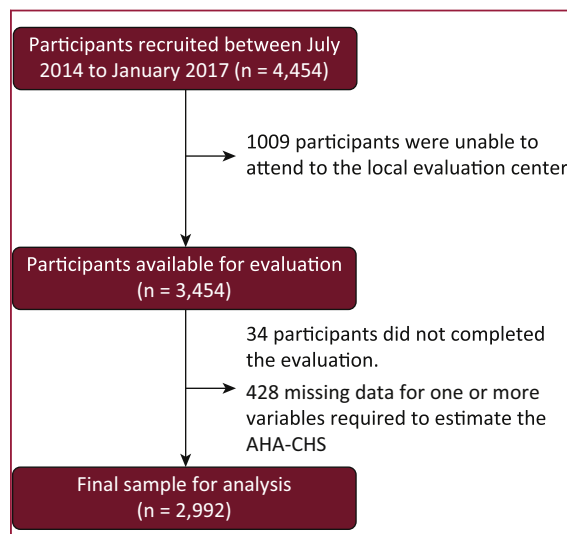 Participants recruited between July
2014 to January 2017 (n = 4,454)
1009 participants were unable to
attend to the local evaluation center
Participants available for evaluation
(n = 3,454)
34 participants did not completed
the evaluation.
428 missing data for one or more
variables required to estimate the
AHA-CHS
Final sample for analysis
(n = 2,992)